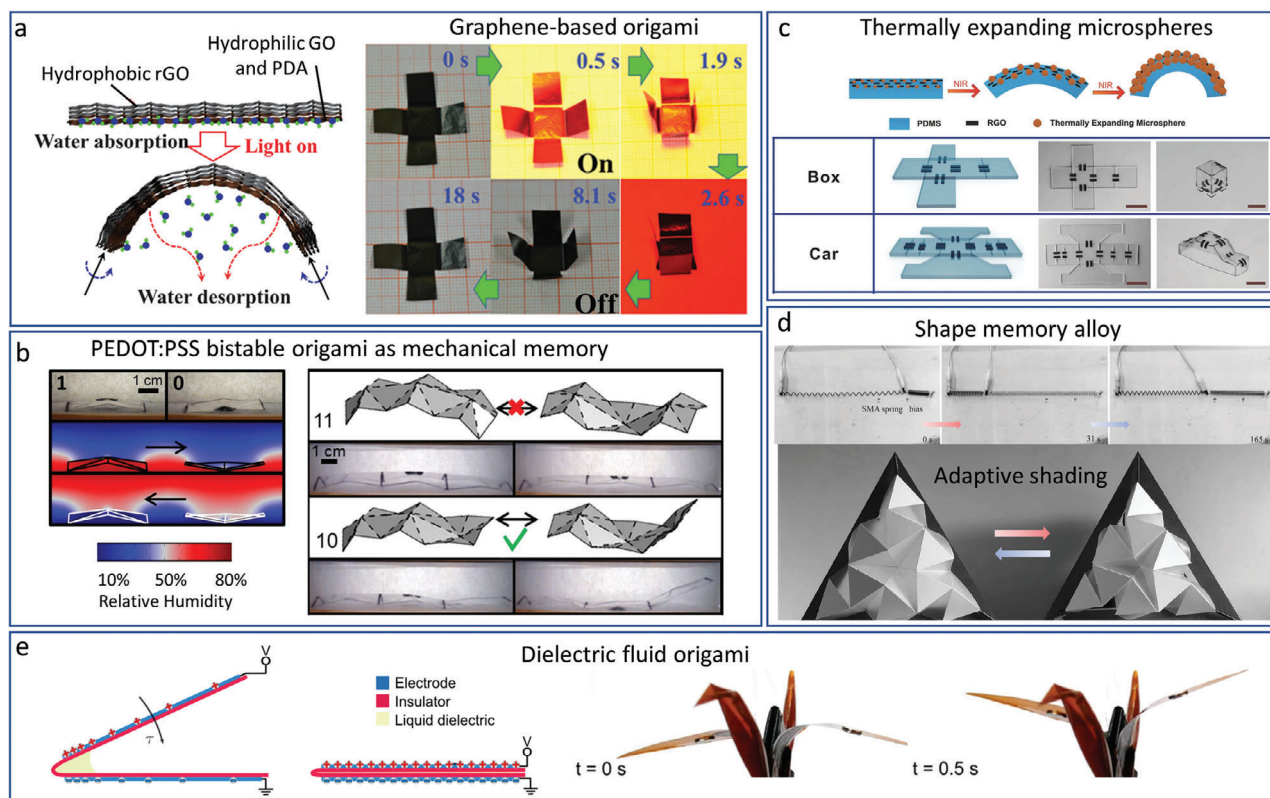 a
Graphene-based origami
Hydrophobic rGO
Hydrophilic GO
and PDA
Water absorption
Light on
Water desorption
0 s
0.5 s
1.9 s
On
18 s
8.1 s
2.6 s
Off
b
PEDOT:PSS bistable origami as mechanical memory
1
1 cm
0
10%
50%
80%
Relative Humidity
11
1 cm
10
c
Thermally expanding microspheres
NIR
NIR
PDMS
RGO
Thermally Expanding Microsphere
Box
Car
d
Shape memory alloy
SMA spring
bias
0 s
31
165
Adaptive shading
e
Dielectric fluid origami
V
τ
Electrode
Insulator
Liquid dielectric
V
t = 0 s
t = 0.5 s